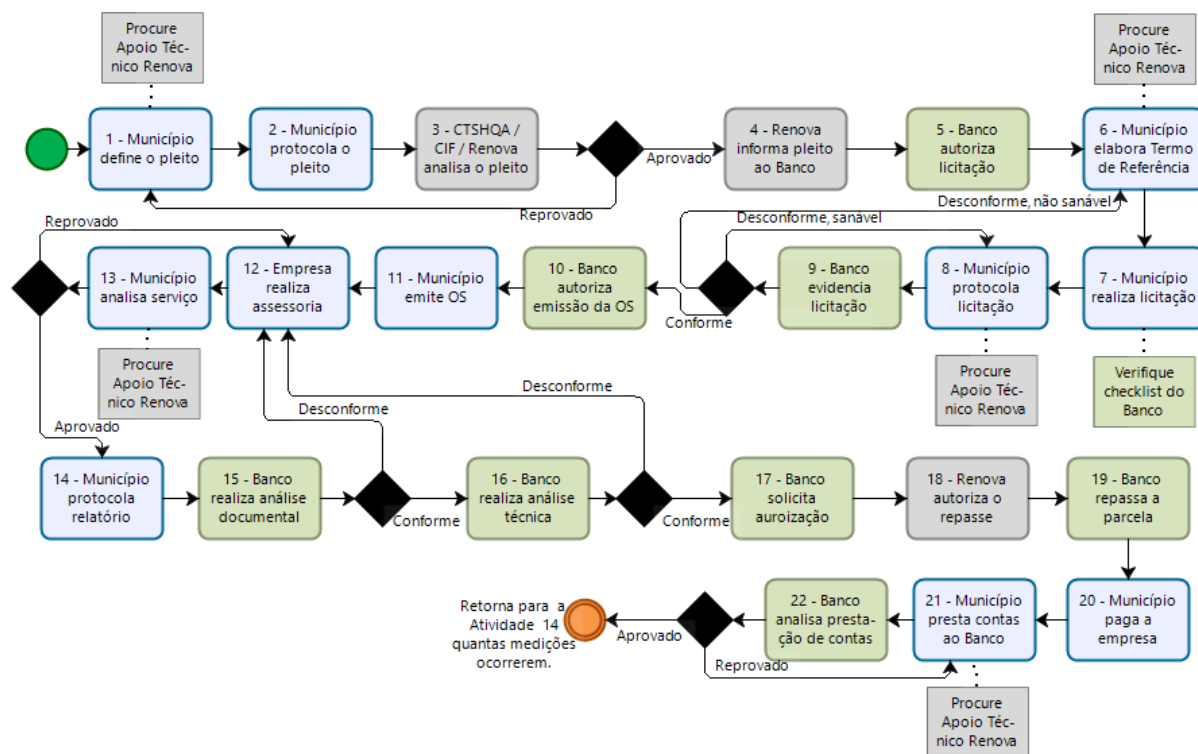 Procure
Apoio Téc-
nico Renova
Procure
Apoio Téc-
nico Renova
1 - Município
define o pleito
2 - Município
protocola o
pleito
3 - CTSHQA /
CIF / Renova
analisa o pleito
Aprovado
Reprovado
4 - Renova
informa pleito
ao Banco
5 - Banco
autoriza
licitação
6 - Município
elabora Termo
de Referência
Desconforme, não sanável
Desconforme, sanável
Reprovado
13 - Município
analisa serviço
12 - Empresa
realiza
assessoria
11 - Município
emite OS
10 - Banco
autoriza
emissão da OS
Conforme
9 - Banco
evidencia
licitação
8 - Município
protocola
licitação
7 - Município
realiza licitação
Procure
Apoio Téc-
nico Renova
Procure
Apoio Téc-
nico Renova
Verifique
checklist do
Banco
Desconforme
Desconforme
Aprovado
14 - Município
protocola
relatório
15 - Banco
realiza análise
documental
Conforme
16 - Banco
realiza análise
técnica
Conforme
17 - Banco
solicita
auroização
18 - Renova
autoriza o
repasse
19 - Banco
repassa a
parcela
Retorna para a
Atividade 14
quantas medições
ocorrerem.
Aprovado
Reprovado
22 - Banco
analisa presta-
ção de contas
21 - Município
presta contas
ao Banco
20 - Município
paga a
empresa
Procure
Apoio Téc-
nico Renova